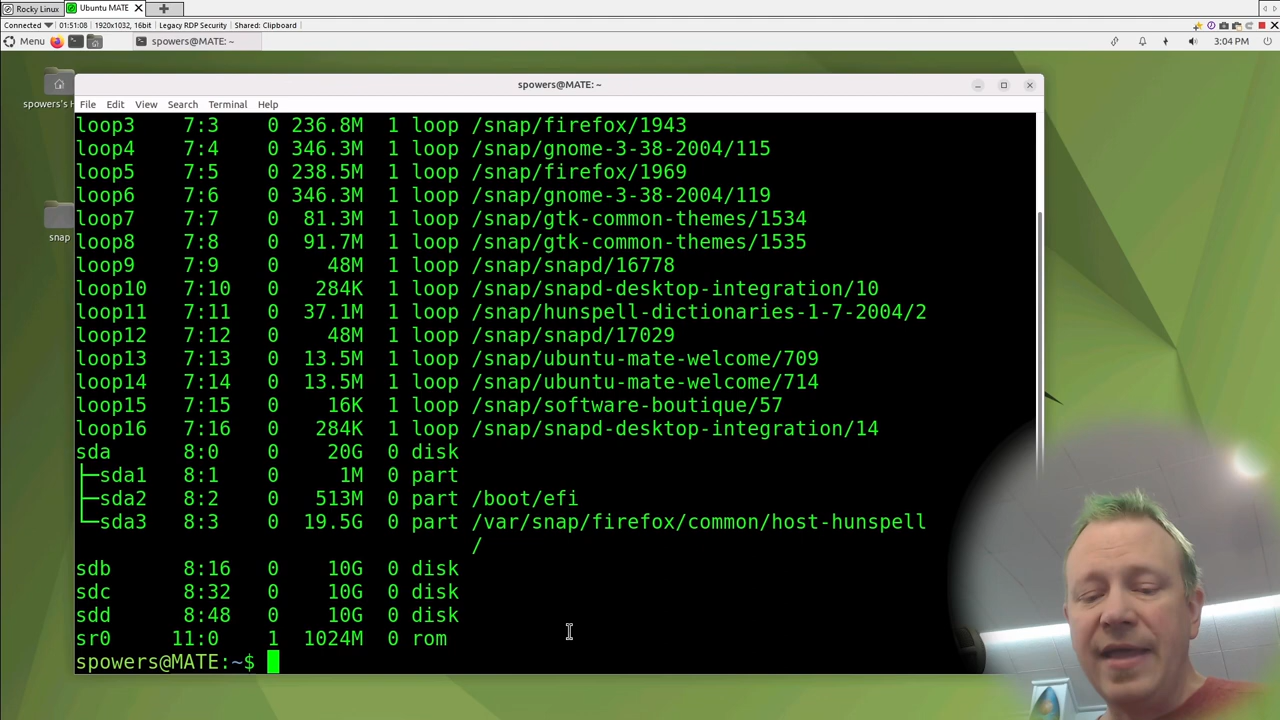 Rocky Linux
Ubuntu MATE
Connected
01:51:08
1920x1032, 16bit
Legacy RDP Security
Shared: Clipboard
Menu
spowers@MATE: ~
3:04 PM
spowers's H
snap
spowers@MATE: ~
File Edit View Search Terminal Help
loop3 7:3 0 236.8M 1 loop /snap/firefox/1943
loop4 7:4 0 346.3M 1 loop /snap/gnome-3-38-2004/115
loop5 7:5 0 238.5M 1 loop /snap/firefox/1969
loop6 7:6 0 346.3M 1 loop /snap/gnome-3-38-2004/119
loop7 7:7 0 81.3M 1 loop /snap/gtk-common-themes/1534
loop8 7:8 0 91.7M 1 loop /snap/gtk-common-themes/1535
loop9 7:9 0 48M 1 loop /snap/snapd/16778
loop10 7:10 0 284K 1 loop /snap/snapd-desktop-integration/10
loop11 7:11 0 37.1M 1 loop /snap/hunspell-dictionaries-1-7-2004/2
loop12 7:12 0 48M 1 loop /snap/snapd/17029
loop13 7:13 0 13.5M 1 loop /snap/ubuntu-mate-welcome/709
loop14 7:14 0 13.5M 1 loop /snap/ubuntu-mate-welcome/714
loop15 7:15 0 16K 1 loop /snap/software-boutique/57
loop16 7:16 0 284K 1 loop /snap/snapd-desktop-integration/14
sda 8:0 0 20G 0 disk
├─sda1 8:1 0 1M 0 part
├─sda2 8:2 0 513M 0 part /boot/efi
└─sda3 8:3 0 19.5G 0 part /var/snap/firefox/common/host-hunspell
/
sdb 8:16 0 10G 0 disk
sdc 8:32 0 10G 0 disk
sdd 8:48 0 10G 0 disk
sr0 11:0 1 1024M 0 rom
spowers@MATE:~$